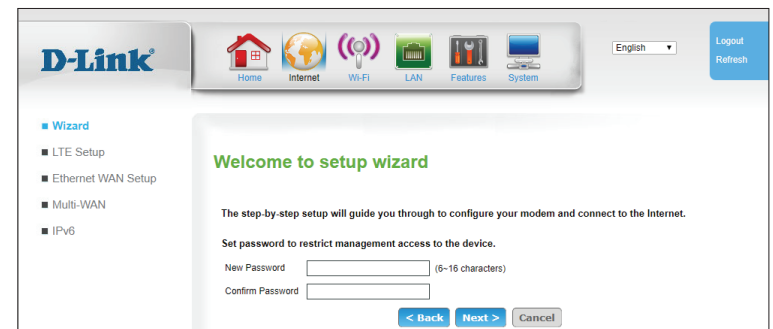 D-Link®
Home Internet Wi-Fi LAN Features System
English
Logout
Refresh
Wizard
LTE Setup
Ethernet WAN Setup
Multi-WAN
IPv6
Welcome to setup wizard
The step-by-step setup will guide you through to configure your modem and connect to the Internet.
Set password to restrict management access to the device.
New Password (6~16 characters)
Confirm Password
< Back Next > Cancel